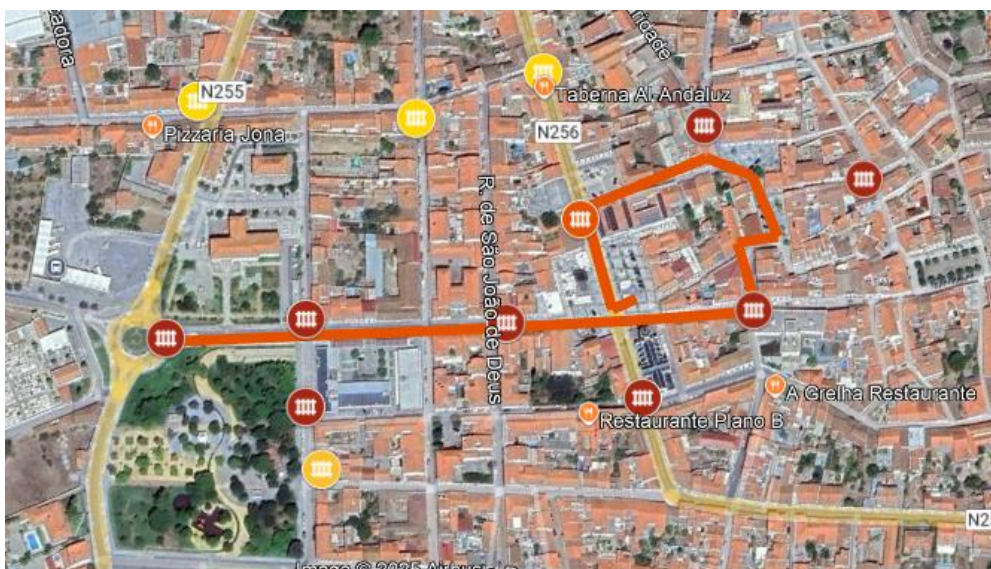 N255
Pizzaria Jona
Taberna Al Andaluz
N256
R. de São João de Deus
Restaurante Plano B
A Grelha Restaurante